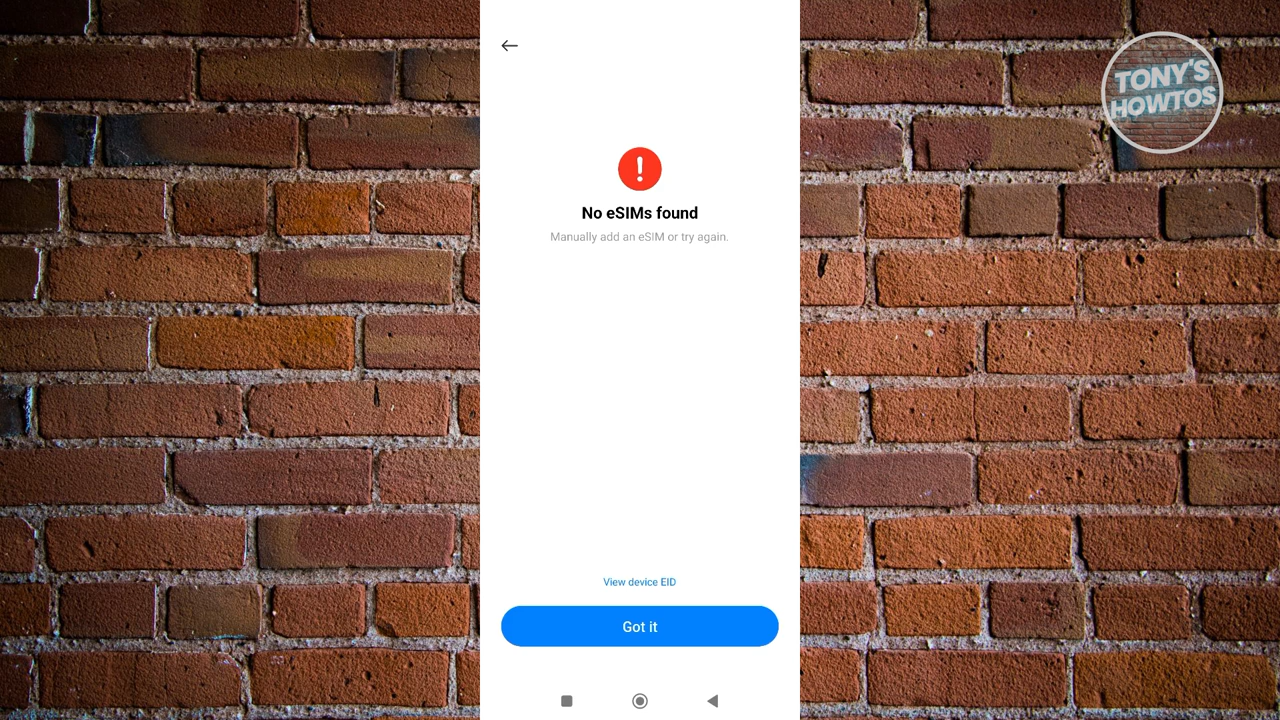 TONY'S
HOWTOS
No eSIMs found
Manually add an eSIM or try again.
View device EID
Got it